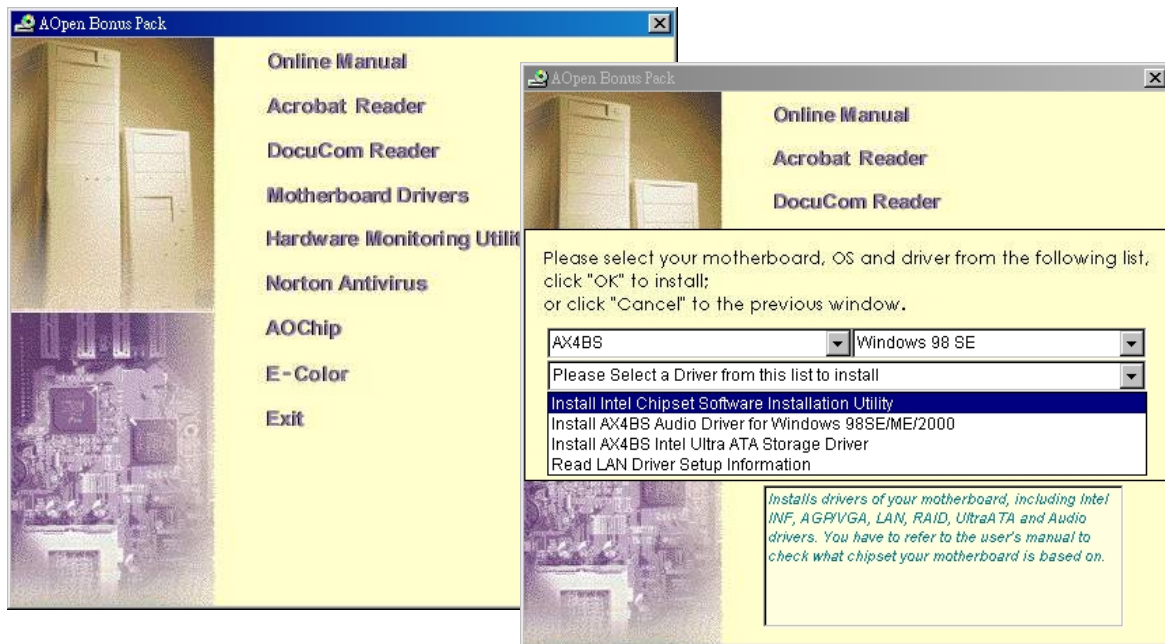 AOpen Bonus Pack
Online Manual
Acrobat Reader
DocuCom Reader
Motherboard Drivers
Hardware Monitoring Utilit
Norton Antivirus
AOChip
E-Color
Exit
AOpen Bonus Pack
Online Manual
Acrobat Reader
DocuCom Reader
Please select your motherboard, OS and driver from the following list,
click "OK" to install;
or click "Cancel" to the previous window.
AX4BS
Windows 98 SE
Please Select a Driver from this list to install
Install Intel Chipset Software Installation Utility
Install AX4BS Audio Driver for Windows 98SE/ME/2000
Install AX4BS Intel Ultra ATA Storage Driver
Read LAN Driver Setup Information
Installs drivers of your motherboard, including Intel
INF, AGP/VGA, LAN, RAID, UltraATA and Audio
drivers. You have to refer to the user's manual to
check what chipset your motherboard is based on.